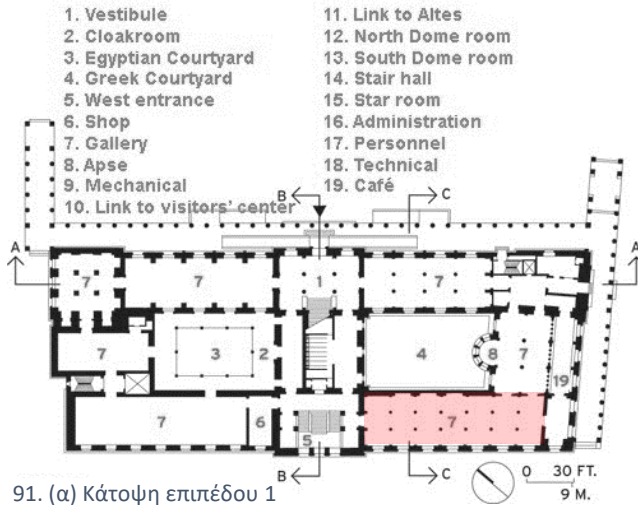 1. Vestibule
2. Cloakroom
3. Egyptian Courtyard
4. Greek Courtyard
5. West entrance
6. Shop
7. Gallery
8. Apse
9. Mechanical
10. Link to visitors' center
11. Link to Altes
12. North Dome room
13. South Dome room
14. Stair hall
15. Star room
16. Administration
17. Personnel
18. Technical
19. Café
B C
A A
7 7 1 7
7 3 2 4 8 7 19
7 6 5 7
B C
0 30 FT.
9 M.
91. (α) Κάτοψη επιπέδου 1